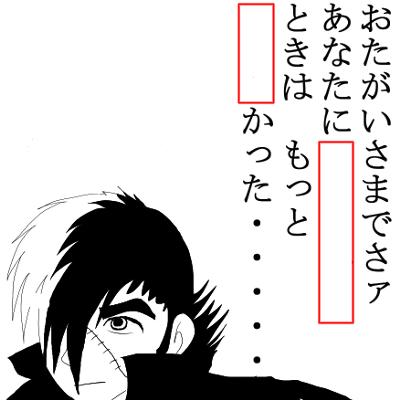 おたがいさまでさァ
あなたに
ときは もっと
かった・・・・・